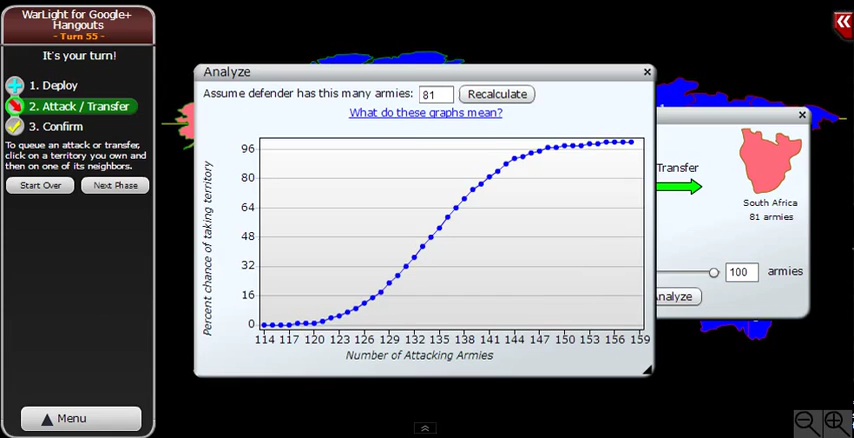 WarLight for Google+
Hangouts
- Turn 55 -
It's your turn!
1. Deploy
2. Attack / Transfer
3. Confirm
To queue an attack or transfer,
click on a territory you own and
then on one of its neighbors.
Start Over
Next Phase
Menu
Analyze
Assume defender has this many armies: 81 Recalculate
What do these graphs mean?
Percent chance of taking territory
96
80
64
48
32
16
0
114 117 120 123 126 129 132 135 138 141 144 147 150 153 156 159
Number of Attacking Armies
Transfer
South Africa
81 armies
100 armies